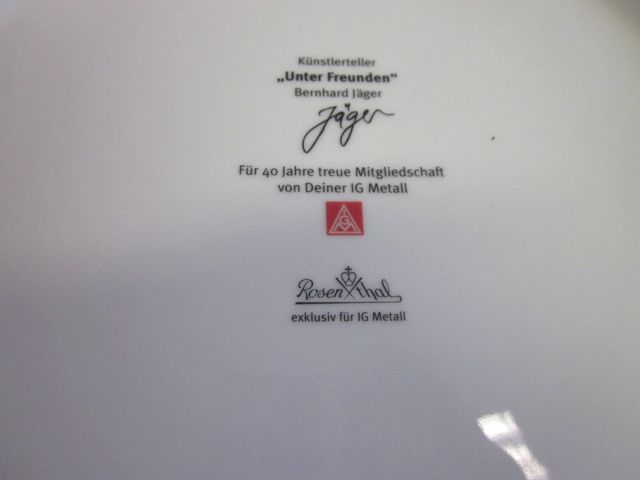 Künstlerteller
„Unter Freunden“
Bernhard Jäger
Jäger
Für 40 Jahre treue Mitgliedschaft
von Deiner IG Metall
IGM
Rosenthal
exklusiv für IG Metall